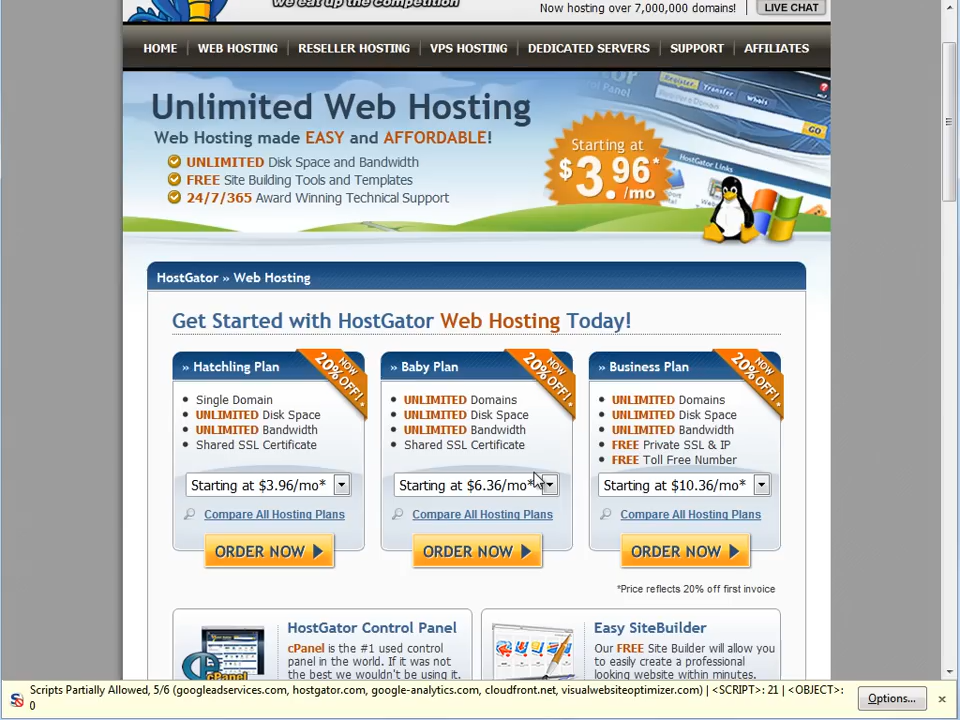 we eat up the competition
Now hosting over 7,000,000 domains!
LIVE CHAT
HOME WEB HOSTING RESELLER HOSTING VPS HOSTING DEDICATED SERVERS SUPPORT AFFILIATES
Unlimited Web Hosting
Web Hosting made EASY and AFFORDABLE!
UNLIMITED Disk Space and Bandwidth
FREE Site Building Tools and Templates
24/7/365 Award Winning Technical Support
Starting at
$3.96*
/mo
Register Transfer Whois
GO
HostGator Links
HostGator » Web Hosting
Get Started with HostGator Web Hosting Today!
» Hatchling Plan
NOW
20% OFF!*
Single Domain
UNLIMITED Disk Space
UNLIMITED Bandwidth
Shared SSL Certificate
Starting at $3.96/mo*
Compare All Hosting Plans
ORDER NOW
» Baby Plan
NOW
20% OFF!*
UNLIMITED Domains
UNLIMITED Disk Space
UNLIMITED Bandwidth
Shared SSL Certificate
Starting at $6.36/mo*
Compare All Hosting Plans
ORDER NOW
» Business Plan
NOW
20% OFF!*
UNLIMITED Domains
UNLIMITED Disk Space
UNLIMITED Bandwidth
FREE Private SSL & IP
FREE Toll Free Number
Starting at $10.36/mo*
Compare All Hosting Plans
ORDER NOW
*Price reflects 20% off first invoice
cPanel
HostGator Control Panel
cPanel is the #1 used control
panel in the world. If it was not
the best we wouldn't be using it!
Easy SiteBuilder
Our FREE Site Builder will allow you
to easily create a professional
looking website within minutes.
Scripts Partially Allowed, 5/6 (googleadservices.com, hostgator.com, google-analytics.com, cloudfront.net, visualwebsiteoptimizer.com) | <SCRIPT>: 21 | <OBJECT>:
0
Options...